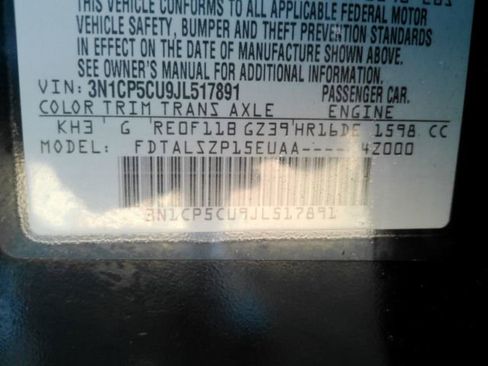 THIS VEHICLE CONFORMS TO ALL APPLICABLE FEDERAL MOTOR
VEHICLE SAFETY, BUMPER AND THEFT PREVENTION STANDARDS
IN EFFECT ON THE DATE OF MANUFACTURE SHOWN ABOVE.
SEE OWNER'S MANUAL FOR ADDITIONAL INFORMATION.
VIN: 3N1CP5CU9JL517891 PASSENGER CAR.
COLOR TRIM TRANS AXLE ENGINE
KH3 G RE0F11B GZ39 HR16DE 1598 CC
MODEL: FDTALSZP15EUAA-----4Z000
3N1CP5CU9JL517891